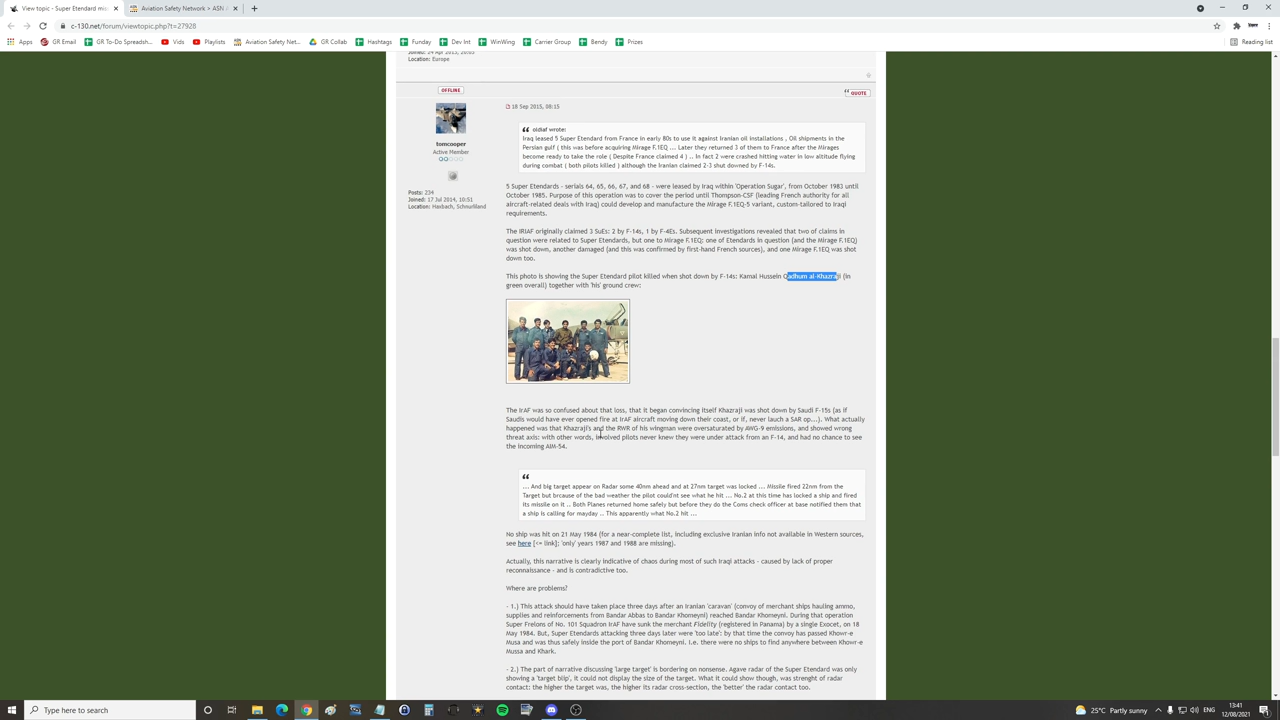 View topic - Super Etendard mis
Aviation Safety Network > ASN A
c-130.net/forum/viewtopic.php?t=27928
Apps
GR Email
GR To-Do Spreadsh...
Vids
Playlists
Aviation Safety Net...
GR Collab
Hashtags
Funday
Dev Int
WinWing
Carrier Group
Bendy
Prizes
Reading list
Location: Europe
OFFLINE
QUOTE
18 Sep 2015, 08:15
tomcooper
Active Member
Posts: 234
Joined: 17 Jul 2014, 10:51
Location: Haxbach, Schnurliland
oldiaf wrote:
Iraq leased 5 Super Etendard from France in early 80s to use it against Iranian oil installations , Oil shipments in the
Persian gulf ( this was before acquiring Mirage F.1EQ ... Later they returned 3 of them to France after the Mirages
become ready to take the role ( Despite France claimed 4 ) .. In fact 2 were crashed hitting water in low altitude flying
during combat ( both pilots killed ) although the Iranian claimed 2-3 shut downed by F-14s.
5 Super Etendards - serials 64, 65, 66, 67, and 68 - were leased by Iraq within 'Operation Sugar', from October 1983 until
October 1985. Purpose of this operation was to cover the period until Thompson-CSF (leading French authority for all
aircraft-related deals with Iraq) could develop and manufacture the Mirage F.1EQ-5 variant, custom-tailored to Iraqi
requirements.
The IRIAF originally claimed 3 SuEs: 2 by F-14s, 1 by F-4Es. Subsequent investigations revealed that two of claims in
question were related to Super Etendards, but one to Mirage F.1EQ; one of Etendards in question (and the Mirage F.1EQ)
was shot down, another damaged (and this was confirmed by first-hand French sources), and one Mirage F.1EQ was shot
down too.
This photo is showing the Super Etendard pilot killed when shot down by F-14s: Kamal Hussein Qadhum al-Khazraji (in
green overall) together with 'his' ground crew:
The IrAF was so confused about that loss, that it began convincing itself Khazraji was shot down by Saudi F-15s (as if
Saudis would have ever opened fire at IrAF aircraft moving down their coast, or if, never lauch a SAR op...). What actually
happened was that Khazraji's and the RWR of his wingman were oversaturated by AWG-9 emissions, and showed wrong
threat axis: with other words, involved pilots never knew they were under attack from an F-14, and had no chance to see
the incoming AIM-54.
... And big target appear on Radar some 40nm ahead and at 27nm target was locked ... Missile fired 22nm from the
Target but brcause of the bad weather the pilot could'nt see what he hit ... No.2 at this time has locked a ship and fired
its missile on it .. Both Planes returned home safely but before they do the Coms check officer at base notified them that
a ship is calling for mayday .. This apparently what No.2 hit ...
No ship was hit on 21 May 1984 (for a near-complete list, including exclusive Iranian info not available in Western sources,
see here [<= link]; 'only' years 1987 and 1988 are missing).
Actually, this narrative is clearly indicative of chaos during most of such Iraqi attacks - caused by lack of proper
reconnaissance - and is contradictive too.
Where are problems?
- 1.) This attack should have taken place three days after an Iranian 'caravan' (convoy of merchant ships hauling ammo,
supplies and reinforcements from Bandar Abbas to Bandar Khomeyni) reached Bandar Khomeyni. During that operation
Super Frelons of No. 101 Squadron IrAF have sunk the merchant Fidelity (registered in Panama) by a single Exocet, on 18
May 1984. But, Super Etendards attacking three days later were 'too late': by that time the convoy has passed Khowr-e
Musa and was thus safely inside the port of Bandar Khomeyni. I.e. there were no ships to find anywhere between Khowr-e
Mussa and Khark.
- 2.) The part of narrative discussing 'large target' is bordering on nonsense. Agave radar of the Super Etendard was only
showing a 'target blip', it could not display the size of the target. What it could show though, was strenght of radar
contact: the higher the target was, the higher its radar cross-section, the 'better' the radar contact too.
Type here to search
25°C Partly sunny
ENG
13:41
12/08/2021